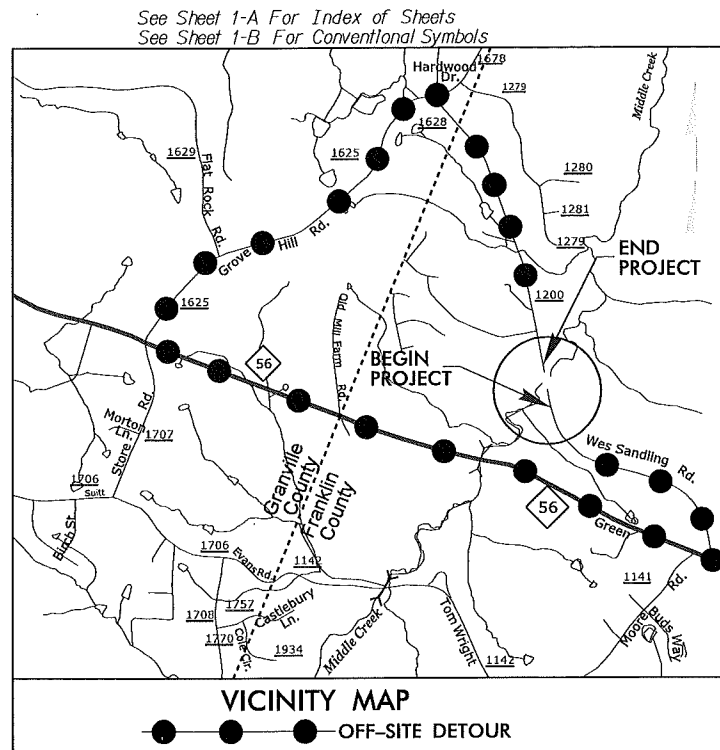 See Sheet 1-A For Index of Sheets
See Sheet 1-B For Conventional Symbols
1678
Hardwood
Dr.
1279
Middle Creek
1628
1629
1625
Flat Rock Rd.
1280
1281
1279
Grove Hill Rd.
END
PROJECT
1625
1200
Old Mill Farm Rd.
BEGIN
PROJECT
56
Morton
Ln.
Store Rd.
1707
Wes Sandling Rd.
1706
Suitt
Granville
County
Franklin
County
56
Green
Birch St.
1706
Evans Rd.
1142
1141
Moore Rd.
1757
Castlebury
Ln.
1708
Buds Way
1770
Cole Cir.
1934
Middle Creek
Tom Wright
1142
VICINITY MAP
OFF-SITE DETOUR